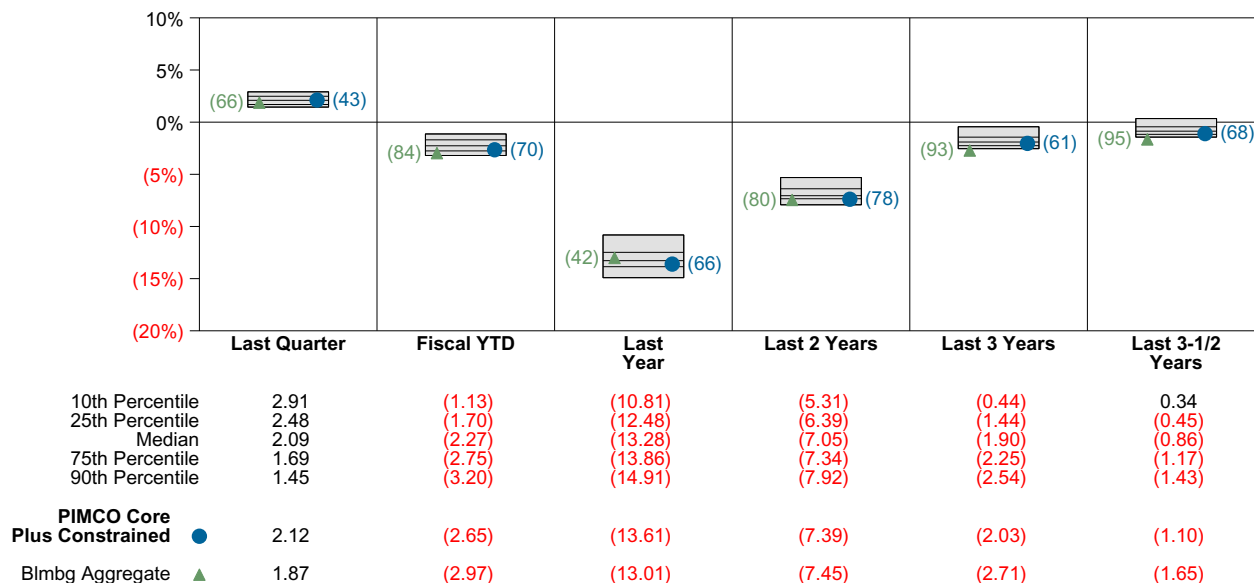 10%
5%
0%
(5%)
(10%)
(15%)
(20%)
(66) (43)
(84) (70)
(42) (66)
(80) (78)
(93) (61)
(95) (68)
Last Quarter Fiscal YTD Last Year Last 2 Years Last 3 Years Last 3-1/2 Years
10th Percentile 2.91 (1.13) (10.81) (5.31) (0.44) 0.34
25th Percentile 2.48 (1.70) (12.48) (6.39) (1.44) (0.45)
Median 2.09 (2.27) (13.28) (7.05) (1.90) (0.86)
75th Percentile 1.69 (2.75) (13.86) (7.34) (2.25) (1.17)
90th Percentile 1.45 (3.20) (14.91) (7.92) (2.54) (1.43)
PIMCO Core
Plus Constrained 2.12 (2.65) (13.61) (7.39) (2.03) (1.10)
Blmbg Aggregate 1.87 (2.97) (13.01) (7.45) (2.71) (1.65)